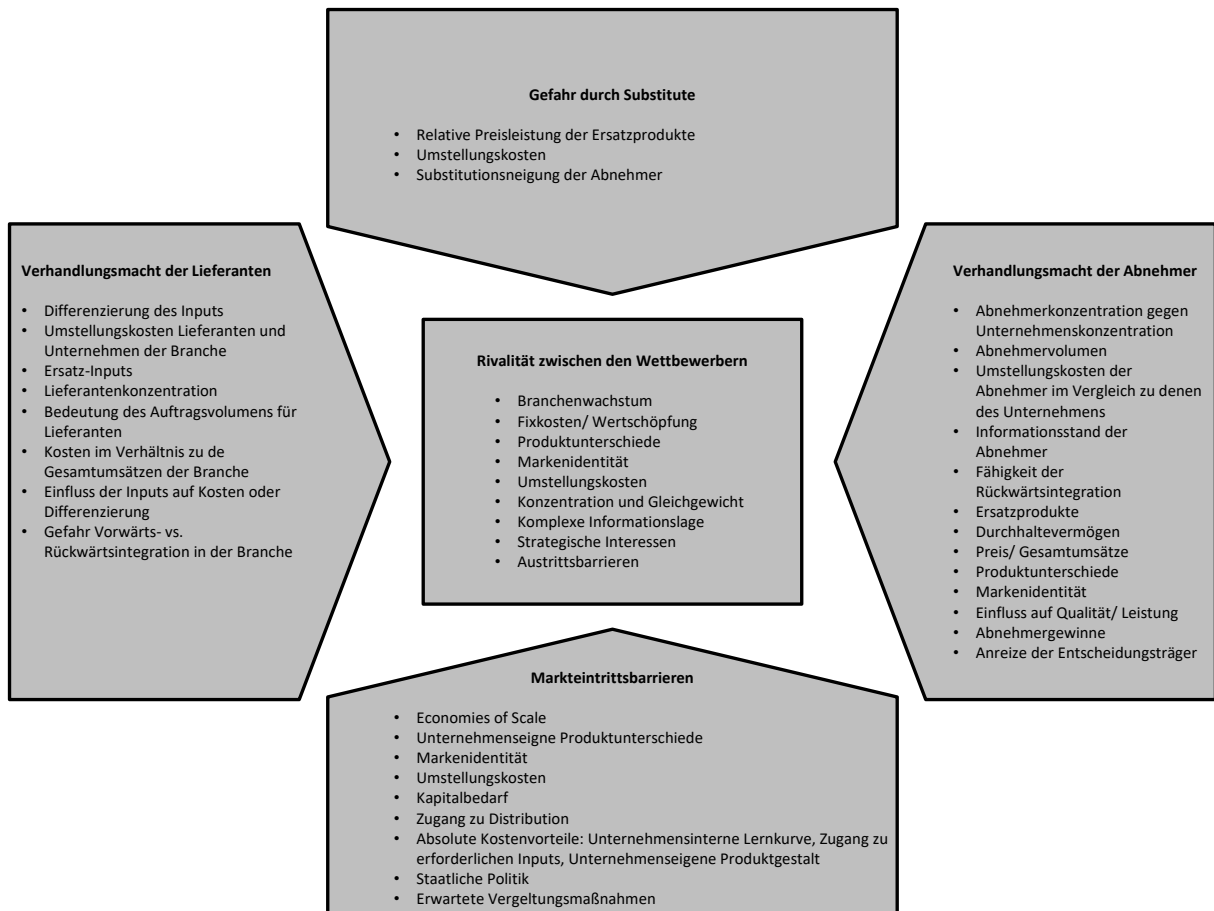 Gefahr durch Substitute
• Relative Preisleistung der Ersatzprodukte
• Umstellungskosten
• Substitutionsneigung der Abnehmer
Verhandlungsmacht der Lieferanten
• Differenzierung des Inputs
• Umstellungskosten Lieferanten und
Unternehmen der Branche
• Ersatz-Inputs
• Lieferantenkonzentration
• Bedeutung des Auftragsvolumens für
Lieferanten
• Kosten im Verhältnis zu de
Gesamtumsätzen der Branche
• Einfluss der Inputs auf Kosten oder
Differenzierung
• Gefahr Vorwärts- vs.
Rückwärtsintegration in der Branche
Rivalität zwischen den Wettbewerbern
• Branchenwachstum
• Fixkosten/ Wertschöpfung
• Produktunterschiede
• Markenidentität
• Umstellungskosten
• Konzentration und Gleichgewicht
• Komplexe Informationslage
• Strategische Interessen
• Austrittsbarrieren
Verhandlungsmacht der Abnehmer
• Abnehmerkonzentration gegen
Unternehmenskonzentration
• Abnehmervolumen
• Umstellungskosten der
Abnehmer im Vergleich zu denen
des Unternehmens
• Informationsstand der
Abnehmer
• Fähigkeit der
Rückwärtsintegration
• Ersatzprodukte
• Durchhaltevermögen
• Preis/ Gesamtumsätze
• Produktunterschiede
• Markenidentität
• Einfluss auf Qualität/ Leistung
• Abnehmergewinne
• Anreize der Entscheidungsträger
Markteintrittsbarrieren
• Economies of Scale
• Unternehmenseigne Produktunterschiede
• Markenidentität
• Umstellungskosten
• Kapitalbedarf
• Zugang zu Distribution
• Absolute Kostenvorteile: Unternehmensinterne Lernkurve, Zugang zu
erforderlichen Inputs, Unternehmenseigene Produktgestalt
• Staatliche Politik
• Erwartete Vergeltungsmaßnahmen